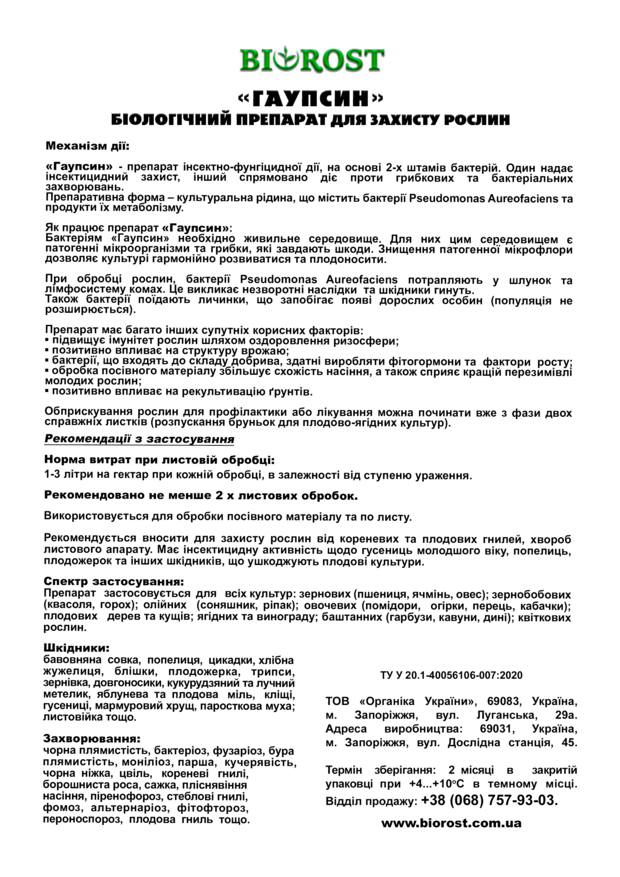 BIOROST
«ГАУПСИН»
БІОЛОГІЧНИЙ ПРЕПАРАТ ДЛЯ ЗАХИСТУ РОСЛИН
Механізм дії:
«Гаупсин» - препарат інсектно-фунгіцидної дії, на основі 2-х штамів бактерій. Один надає
інсектицидний захист, інший спрямовано діє проти грибкових та бактеріальних
захворювань.
Препаративна форма – культуральна рідина, що містить бактерії Pseudomonas Aureofaciens та
продукти їх метаболізму.
Як працює препарат «Гаупсин»:
Бактеріям «Гаупсин» необхідно живильне середовище. Для них цим середовищем є
патогенні мікроорганізми та грибки, які завдають шкоди. Знищення патогенної мікрофлори
дозволяє культурі гармонійно розвиватися та плодоносити.
При обробці рослин, бактерії Pseudomonas Aureofaciens потрапляють у шлунок та
лімфосистему комах. Це викликає незворотні наслідки та шкідники гинуть.
Також бактерії поїдають личинки, що запобігає появі дорослих особин (популяція не
розширюється).
Препарат має багато інших супутніх корисних факторів:
▪ підвищує імунітет рослин шляхом оздоровлення ризосфери;
▪ позитивно впливає на структуру врожаю;
▪ бактерії, що входять до складу добрива, здатні виробляти фітогормони та фактори росту;
▪ обробка посівного матеріалу збільшує схожість насіння, а також сприяє кращій перезимівлі
молодих рослин;
▪ позитивно впливає на рекультивацію ґрунтів.
Обприскування рослин для профілактики або лікування можна починати вже з фази двох
справжніх листків (розпускання бруньок для плодово-ягідних культур).
Рекомендації з застосування
Норма витрат при листовій обробці:
1-3 літри на гектар при кожній обробці, в залежності від ступеню ураження.
Рекомендовано не менше 2 х листових обробок.
Використовується для обробки посівного матеріалу та по листу.
Рекомендується вносити для захисту рослин від кореневих та плодових гнилей, хвороб
листового апарату. Має інсектицидну активність щодо гусениць молодшого віку, попелиць,
плодожерок та інших шкідників, що ушкоджують плодові культури.
Спектр застосування:
Препарат застосовується для всіх культур: зернових (пшениця, ячмінь, овес); зернобобових
(квасоля, горох); олійних (соняшник, ріпак); овочевих (помідори, огірки, перець, кабачки);
плодових дерев та кущів; ягідних та винограду; баштанних (гарбузи, кавуни, дині); квіткових
рослин.
Шкідники:
бавовняна совка, попелиця, цикадки, хлібна
жужелиця, блішки, плодожерка, трипси,
зернівка, довгоносики, кукурудзяний та лучний
метелик, яблунева та плодова міль, кліщі,
гусениці, мармуровий хрущ, паросткова муха;
листовійка тощо.
Захворювання:
чорна плямистість, бактеріоз, фузаріоз, бура
плямистість, моніліоз, парша, кучерявість,
чорна ніжка, цвіль, кореневі гнилі,
борошниста роса, сажка, пліснявіння
насіння, піренофороз, стеблові гнилі,
фомоз, альтернаріоз, фітофтороз,
пероноспороз, плодова гниль тощо.
ТУ У 20.1-40056106-007:2020
ТОВ «Органіка України», 69083, Україна,
м. Запоріжжя, вул. Луганська, 29а.
Адреса виробництва: 69031, Україна,
м. Запоріжжя, вул. Дослідна станція, 45.
Термін зберігання: 2 місяці в закритій
упаковці при +4...+10°С в темному місці.
Відділ продажу: +38 (068) 757-93-03.
www.biorost.com.ua